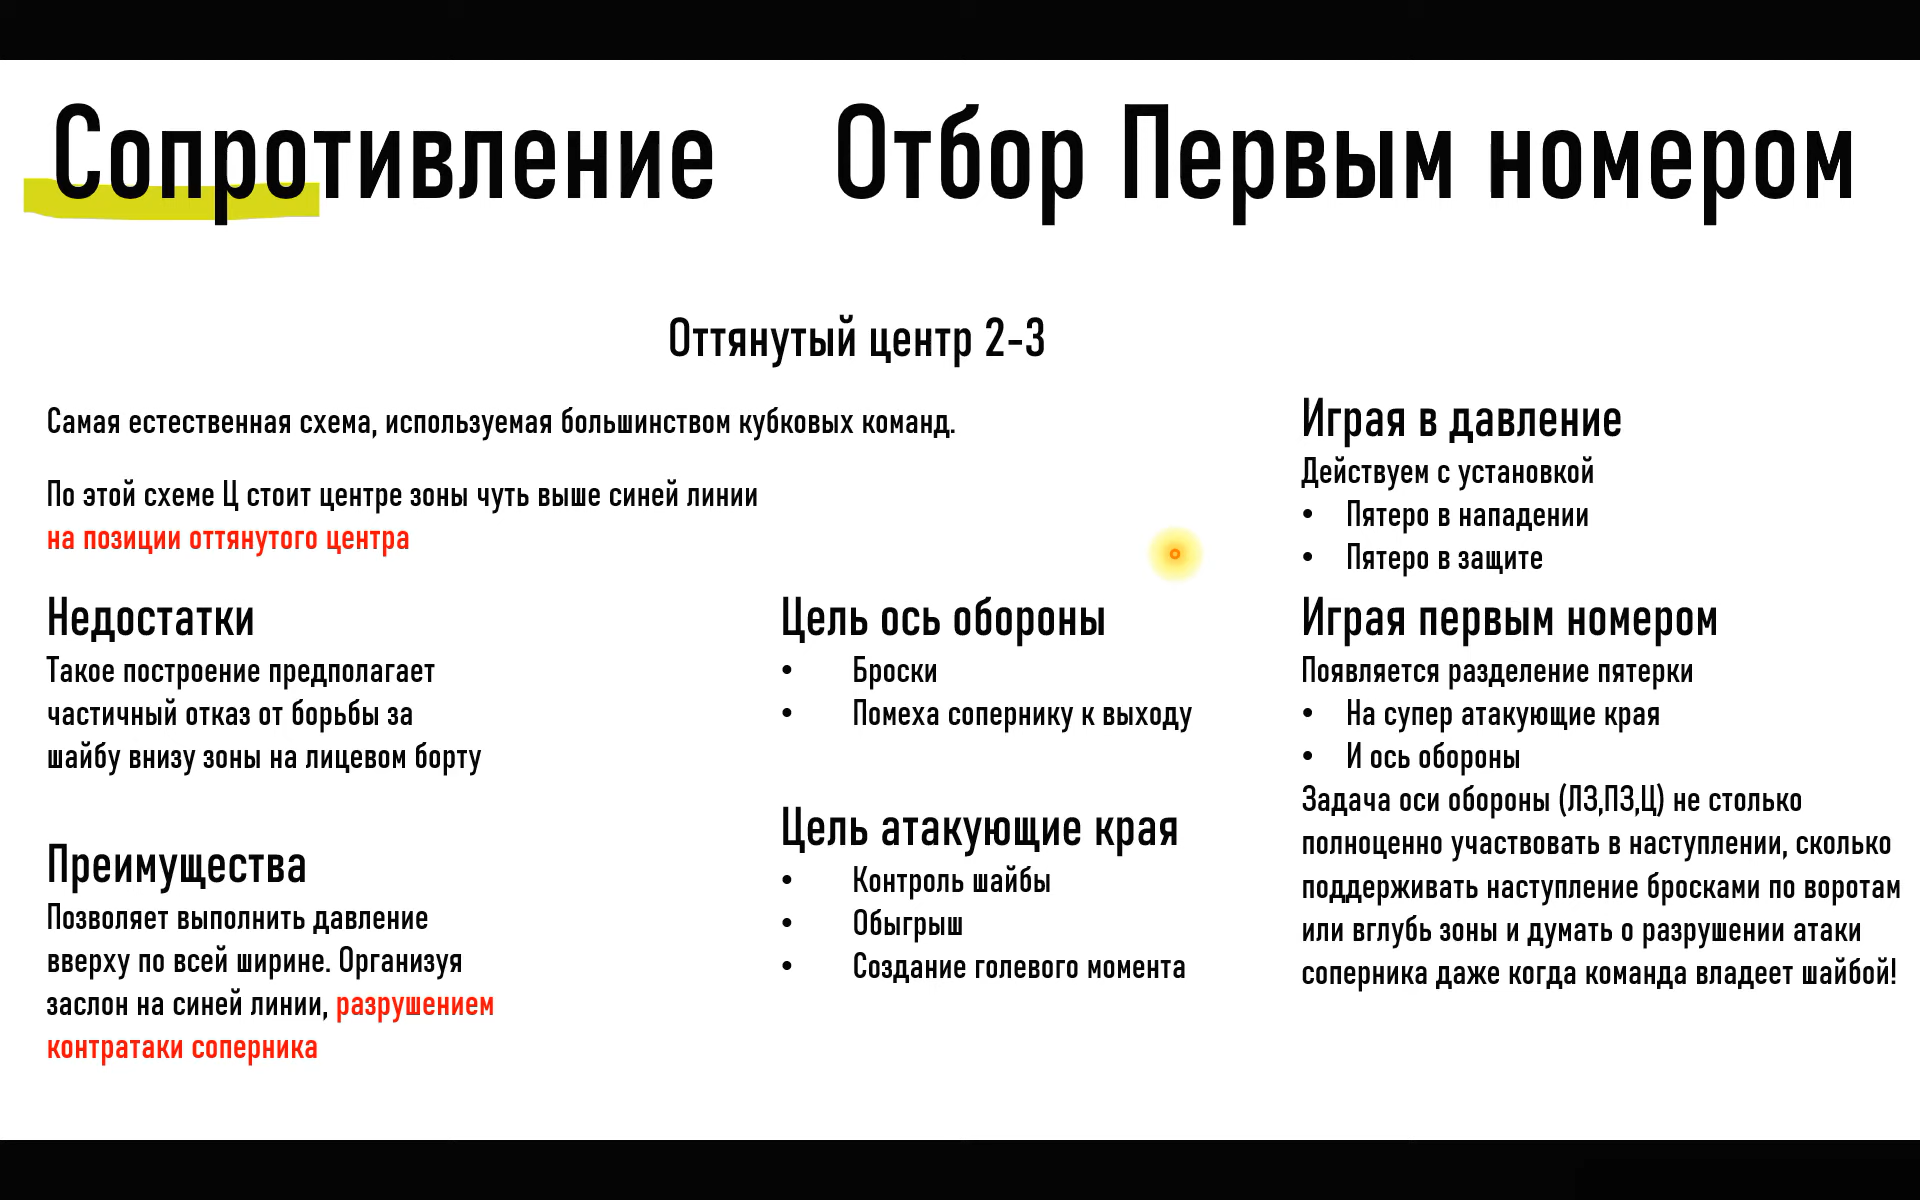 Сопротивление Отбор Первым номером
Оттянутый центр 2-3
Самая естественная схема, используемая большинством кубковых команд.
По этой схеме Ц стоит центре зоны чуть выше синей линии
на позиции оттянутого центра
Недостатки
Такое построение предполагает
частичный отказ от борьбы за
шайбу внизу зоны на лицевом борту
Преимущества
Позволяет выполнить давление
вверху по всей ширине. Организуя
заслон на синей линии, разрушением
контратаки соперника
Цель ось обороны
• Броски
• Помеха сопернику к выходу
Цель атакующие края
• Контроль шайбы
• Обыгрыш
• Создание голевого момента
Играя в давление
Действуем с установкой
• Пятеро в нападении
• Пятеро в защите
Играя первым номером
Появляется разделение пятерки
• На супер атакующие края
• И ось обороны
Задача оси обороны (ЛЗ,ПЗ,Ц) не столько
полноценно участвовать в наступлении, сколько
поддерживать наступление бросками по воротам
или вглубь зоны и думать о разрушении атаки
соперника даже когда команда владеет шайбой!